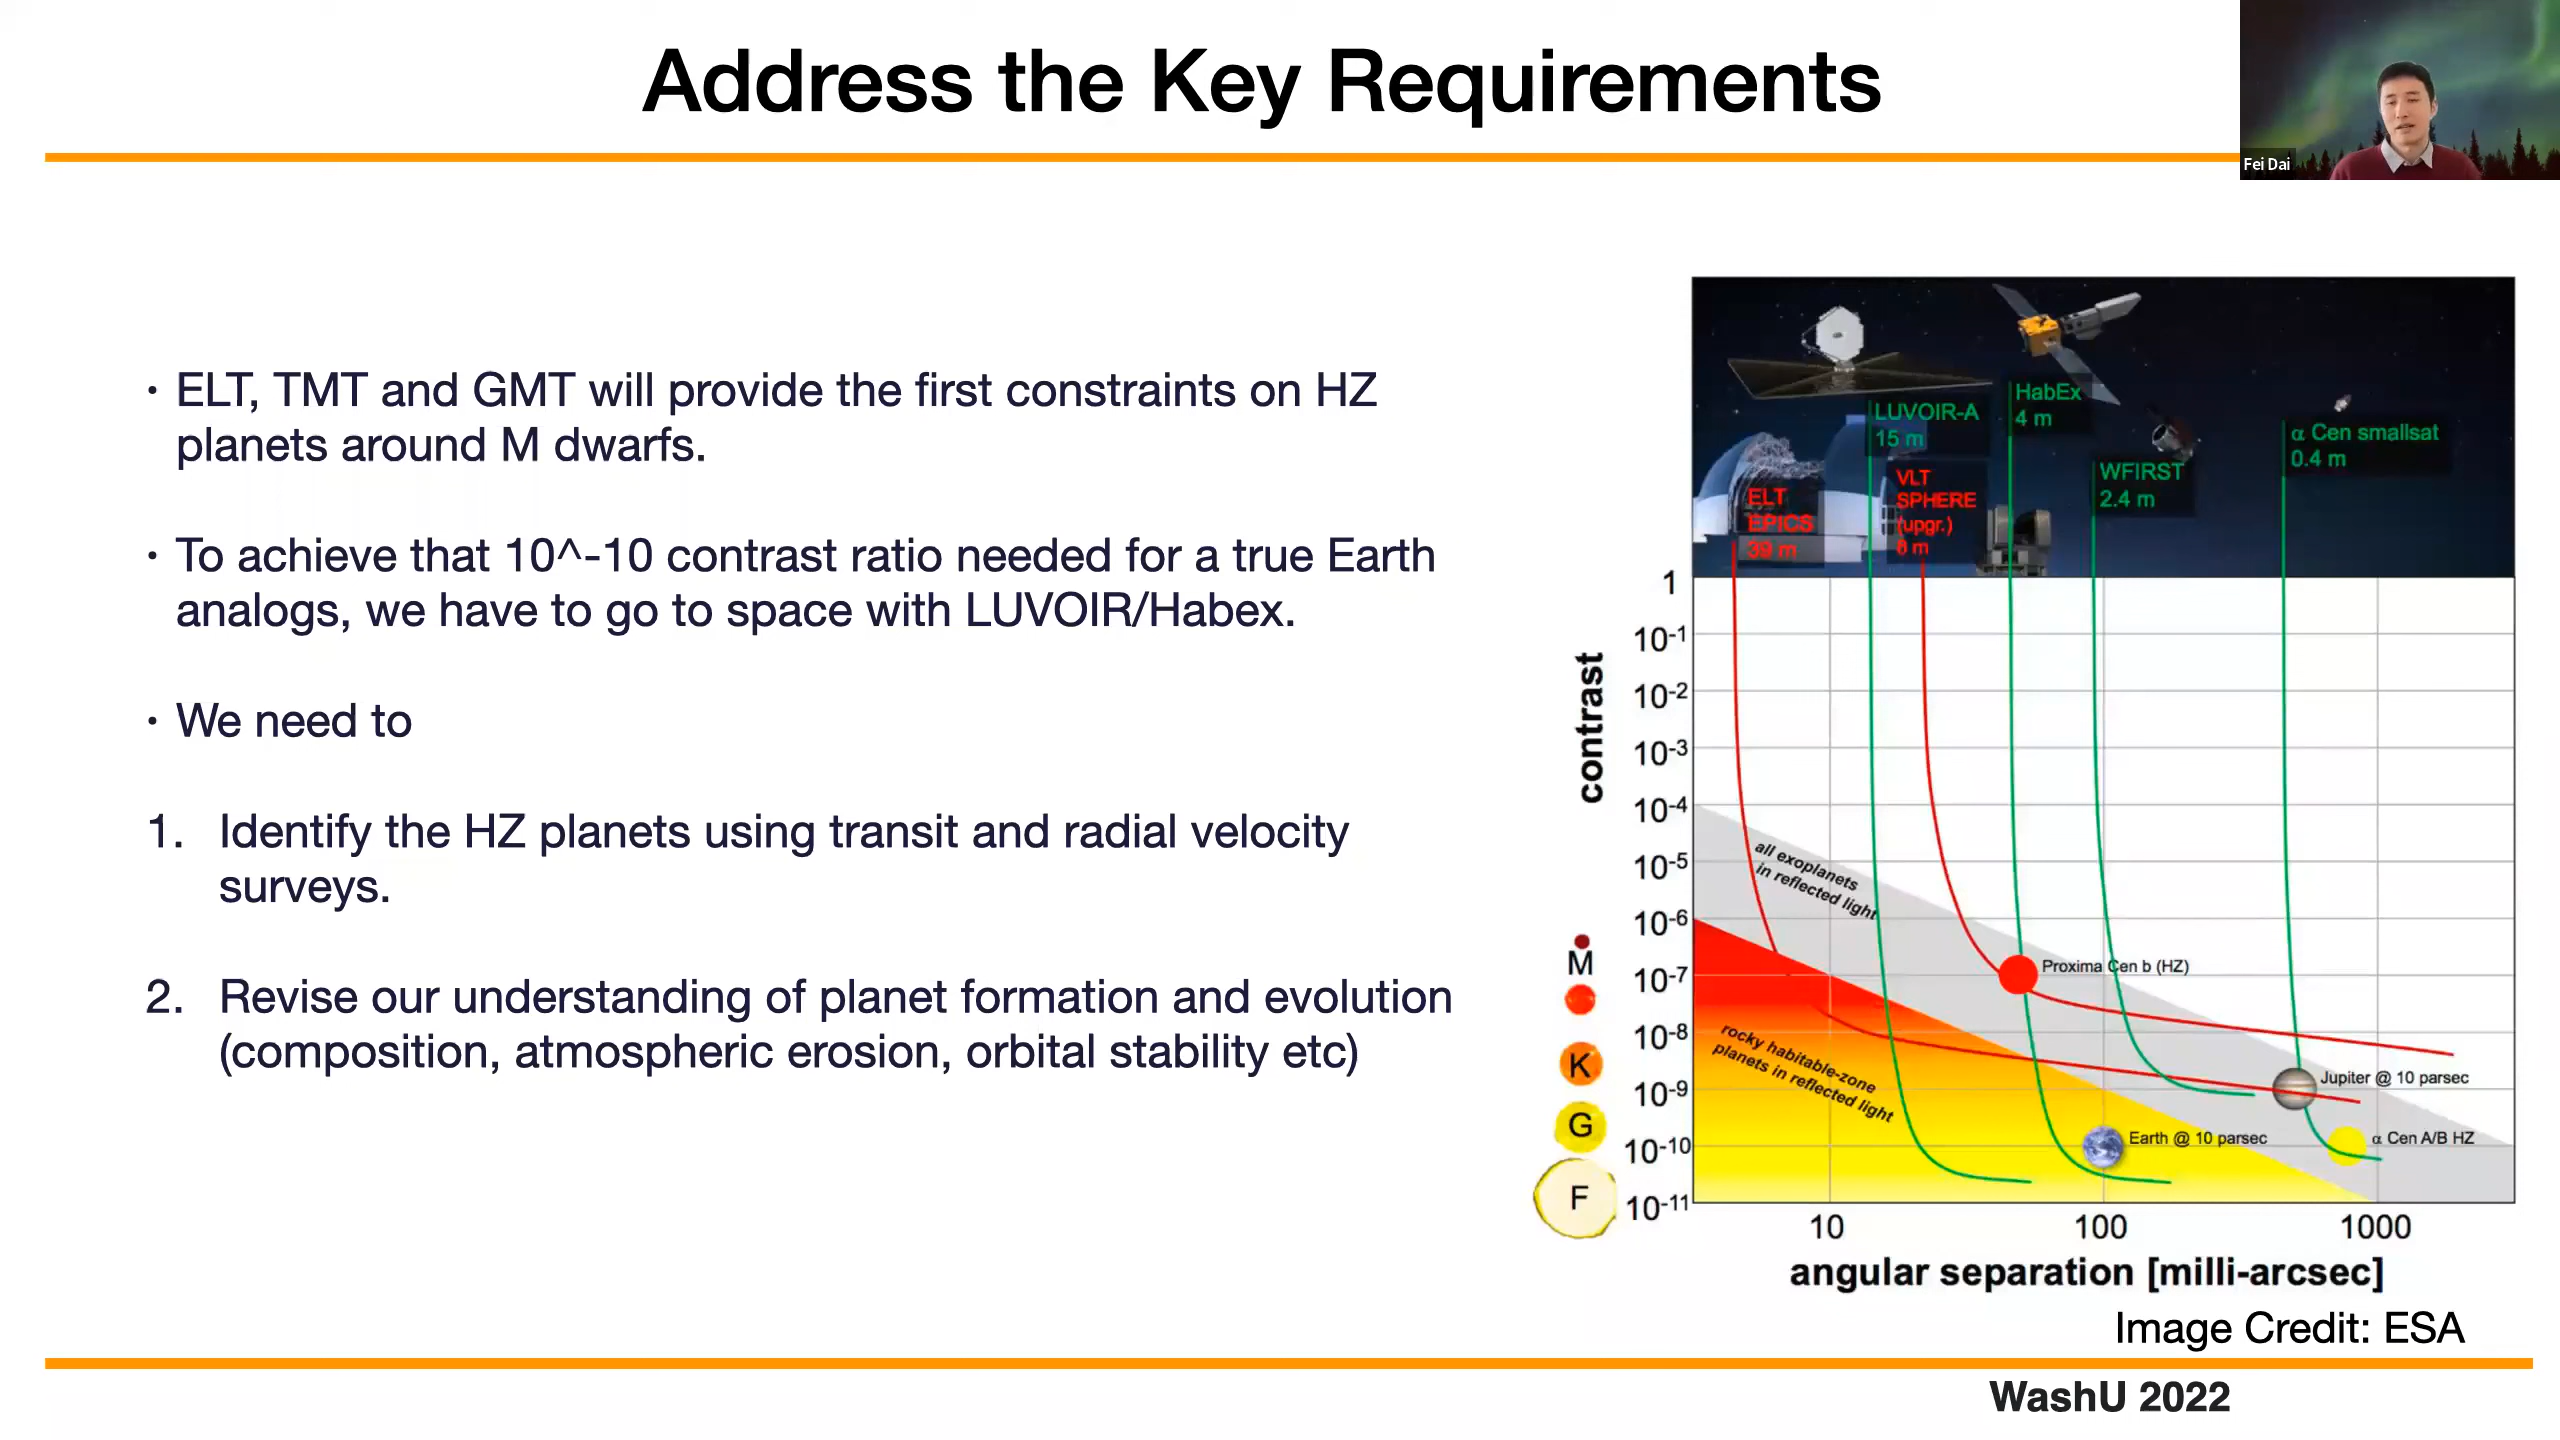 Address the Key Requirements
Fei Dai
• ELT, TMT and GMT will provide the first constraints on HZ
planets around M dwarfs.
• To achieve that 10^-10 contrast ratio needed for a true Earth
analogs, we have to go to space with LUVOIR/Habex.
• We need to
1. Identify the HZ planets using transit and radial velocity
surveys.
2. Revise our understanding of planet formation and evolution
(composition, atmospheric erosion, orbital stability etc)
HabEx
4 m
LUVOIR-A
15 m
α Cen smallsat
0.4 m
WFIRST
2.4 m
VLT
SPHERE
(upgr.)
8 m
ELT
EPICS
39 m
contrast
1
10-1
10-2
10-3
10-4
10-5
10-6
10-7
10-8
10-9
10-10
10-11
M
K
G
F
all exoplanets
in reflected light
rocky habitable-zone
planets in reflected light
Proxima Cen b (HZ)
Jupiter @ 10 parsec
Earth @ 10 parsec
α Cen A/B HZ
10
100
1000
angular separation [milli-arcsec]
Image Credit: ESA
WashU 2022